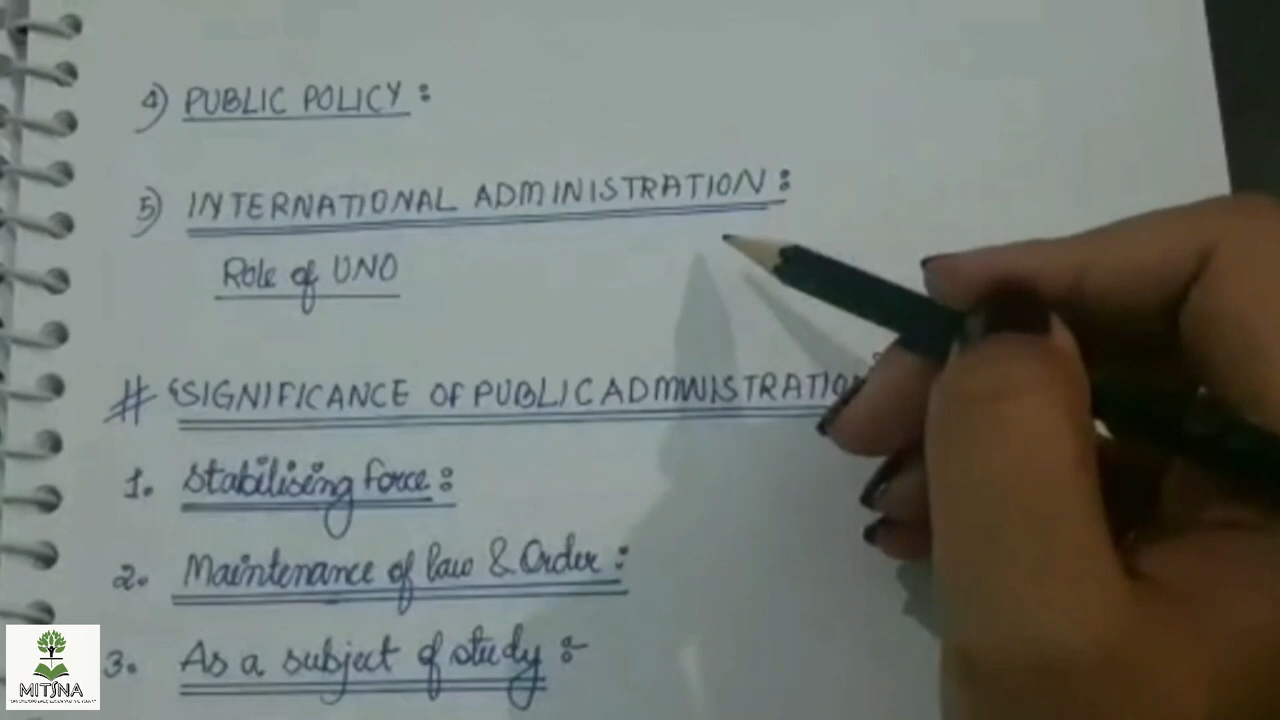 4) PUBLIC POLICY :
5) INTERNATIONAL ADMINISTRATION :
Role of UNO
# SIGNIFICANCE OF PUBLIC ADMINISTRATION
1. Stabilising force :
2. Maintenance of law & Order :
3. As a subject of study :-
MITSNA